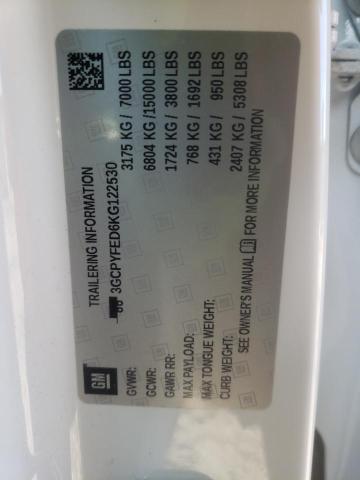 TRAILERING INFORMATION
3GCPYFED6KG122530
GM
GVWR: 3175 KG / 7000 LBS
GCWR: 6804 KG /15000 LBS
GAWR RR: 1724 KG / 3800 LBS
MAX PAYLOAD: 768 KG / 1692 LBS
MAX TONGUE WEIGHT: 431 KG / 950 LBS
CURB WEIGHT: 2407 KG / 5308 LBS
SEE OWNER'S MANUAL FOR MORE INFORMATION